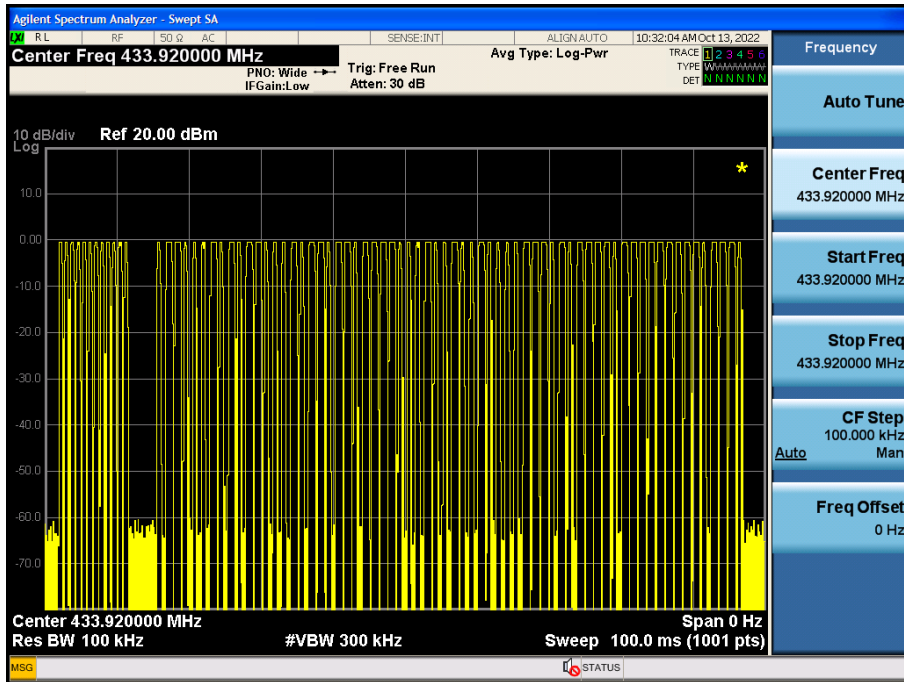 Agilent Spectrum Analyzer - Swept SA
LXI RL RF 50 Ω AC SENSE:INT ALIGN AUTO 10:32:04 AM Oct 13, 2022
Center Freq 433.920000 MHz
PNO: Wide
IFGain:Low
Trig: Free Run
Atten: 30 dB
Avg Type: Log-Pwr
TRACE 1 2 3 4 5 6
TYPE WWWWWW
DET N N N N N N
10 dB/div Ref 20.00 dBm
Log
10.0
0.00
-10.0
-20.0
-30.0
-40.0
-50.0
-60.0
-70.0
*
Center 433.920000 MHz Span 0 Hz
Res BW 100 kHz #VBW 300 kHz Sweep 100.0 ms (1001 pts)
MSG STATUS
Frequency
Auto Tune
Center Freq
433.920000 MHz
Start Freq
433.920000 MHz
Stop Freq
433.920000 MHz
CF Step
100.000 kHz
Auto Man
Freq Offset
0 Hz